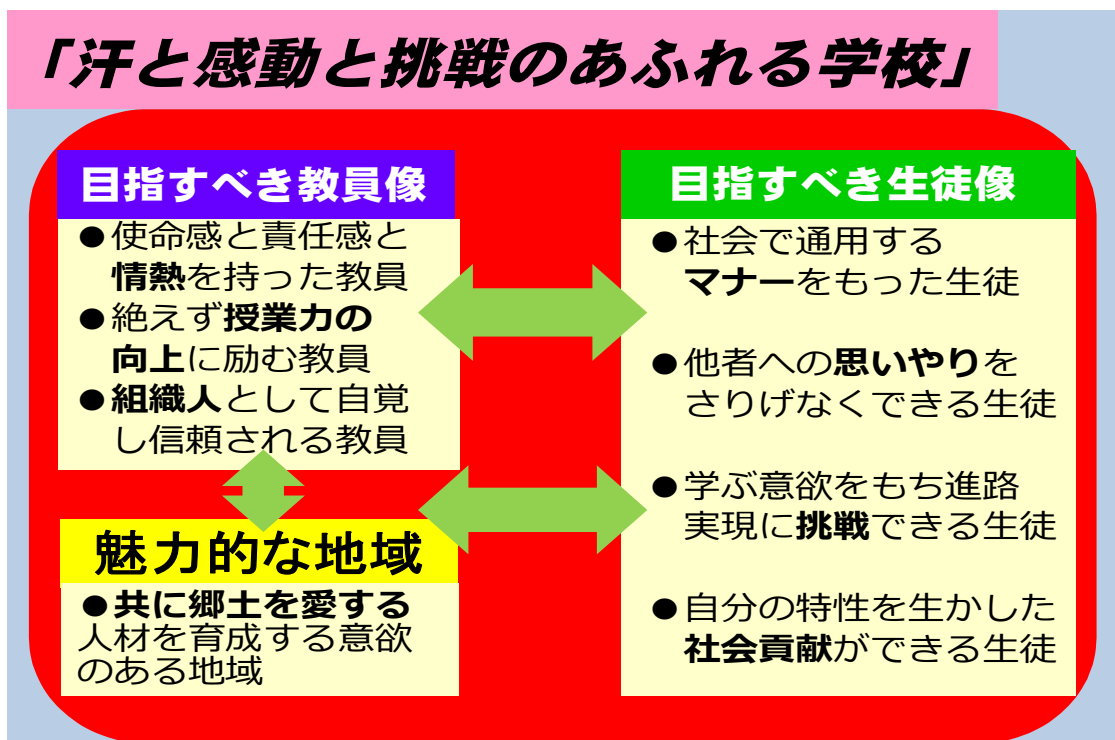 「汗と感動と挑戦のあふれる学校」
目指すべき教員像
●使命感と責任感と
情熱を持った教員
●絶えず授業力の
向上に励む教員
●組織人として自覚
し信頼される教員
魅力的な地域
●共に郷土を愛する
人材を育成する意欲
のある地域
目指すべき生徒像
●社会で通用する
マナーをもった生徒
●他者への思いやりを
さりげなくできる生徒
●学ぶ意欲をもち進路
実現に挑戦できる生徒
●自分の特性を生かした
社会貢献ができる生徒